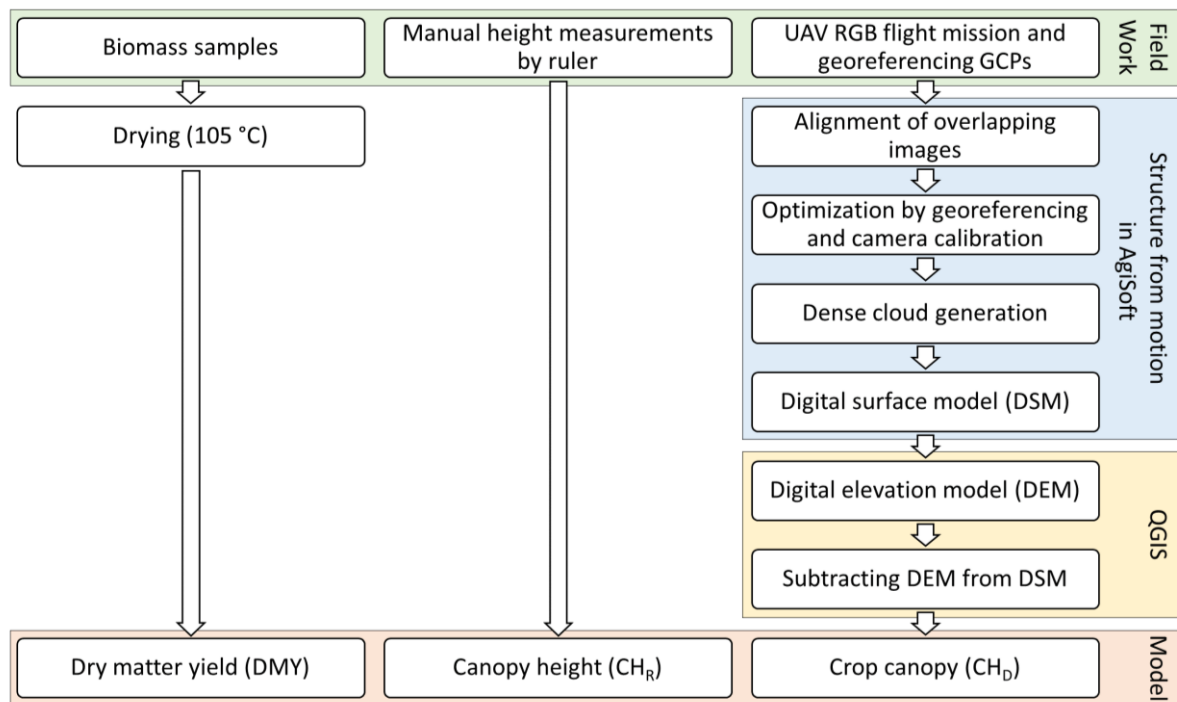 Biomass samples
Manual height measurements
by ruler
UAV RGB flight mission and
georeferencing GCPs
Field
Work
Drying (105 °C)
Alignment of overlapping
images
Optimization by georeferencing
and camera calibration
Dense cloud generation
Digital surface model (DSM)
Structure from motion
in AgiSoft
Digital elevation model (DEM)
Subtracting DEM from DSM
QGIS
Dry matter yield (DMY)
Canopy height (CH_R)
Crop canopy (CH_D)
Model